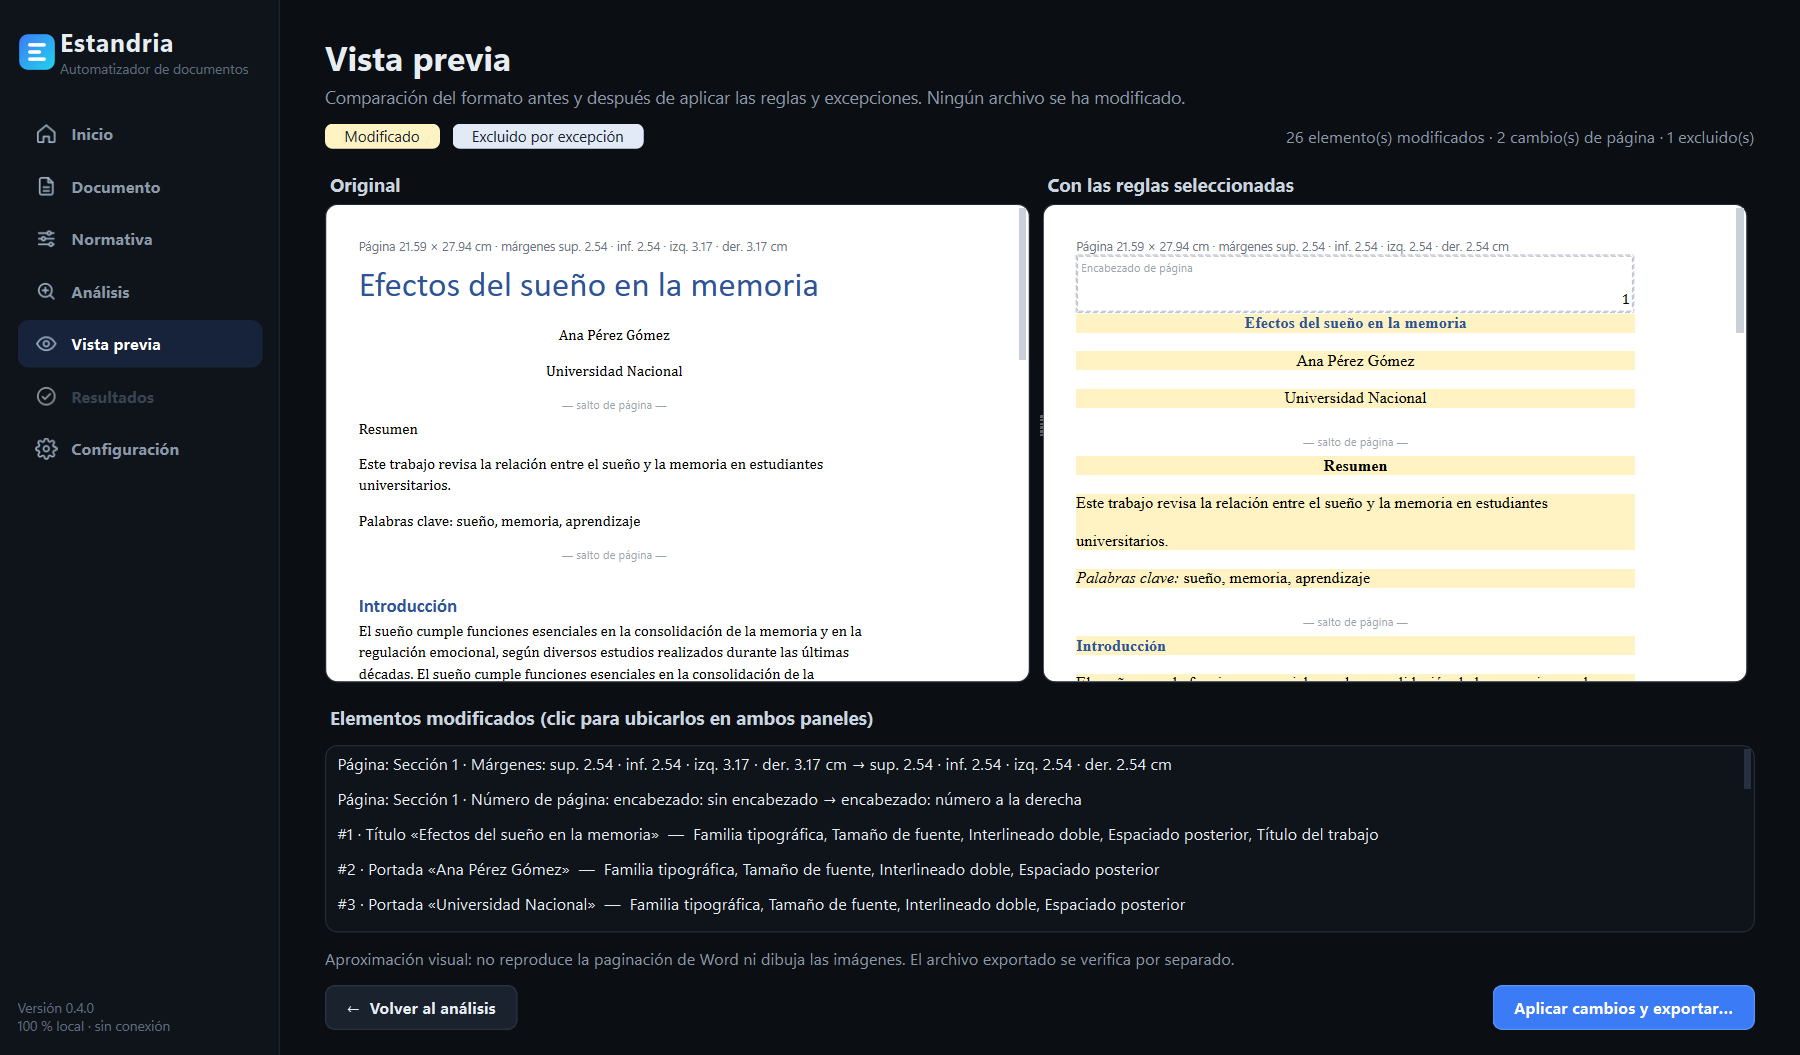 Estandria
Automatizador de documentos
Inicio
Documento
Normativa
Análisis
Vista previa
Resultados
Configuración
Versión 0.4.0
100 % local · sin conexión
Vista previa
Comparación del formato antes y después de aplicar las reglas y excepciones. Ningún archivo se ha modificado.
Modificado
Excluido por excepción
26 elemento(s) modificados · 2 cambio(s) de página · 1 excluido(s)
Original
Página 21.59 × 27.94 cm · márgenes sup. 2.54 · inf. 2.54 · izq. 3.17 · der. 3.17 cm
Efectos del sueño en la memoria
Ana Pérez Gómez
Universidad Nacional
— salto de página —
Resumen
Este trabajo revisa la relación entre el sueño y la memoria en estudiantes
universitarios.
Palabras clave: sueño, memoria, aprendizaje
— salto de página —
Introducción
El sueño cumple funciones esenciales en la consolidación de la memoria y en la
regulación emocional, según diversos estudios realizados durante las últimas
décadas. El sueño cumple funciones esenciales en la consolidación de la
Con las reglas seleccionadas
Página 21.59 × 27.94 cm · márgenes sup. 2.54 · inf. 2.54 · izq. 2.54 · der. 2.54 cm
Encabezado de página
1
Efectos del sueño en la memoria
Ana Pérez Gómez
Universidad Nacional
— salto de página —
Resumen
Este trabajo revisa la relación entre el sueño y la memoria en estudiantes
universitarios.
Palabras clave: sueño, memoria, aprendizaje
— salto de página —
Introducción
Elementos modificados (clic para ubicarlos en ambos paneles)
Página: Sección 1 · Márgenes: sup. 2.54 · inf. 2.54 · izq. 3.17 · der. 3.17 cm → sup. 2.54 · inf. 2.54 · izq. 2.54 · der. 2.54 cm
Página: Sección 1 · Número de página: encabezado: sin encabezado → encabezado: número a la derecha
#1 · Título «Efectos del sueño en la memoria» — Familia tipográfica, Tamaño de fuente, Interlineado doble, Espaciado posterior, Título del trabajo
#2 · Portada «Ana Pérez Gómez» — Familia tipográfica, Tamaño de fuente, Interlineado doble, Espaciado posterior
#3 · Portada «Universidad Nacional» — Familia tipográfica, Tamaño de fuente, Interlineado doble, Espaciado posterior
Aproximación visual: no reproduce la paginación de Word ni dibuja las imágenes. El archivo exportado se verifica por separado.
← Volver al análisis
Aplicar cambios y exportar...